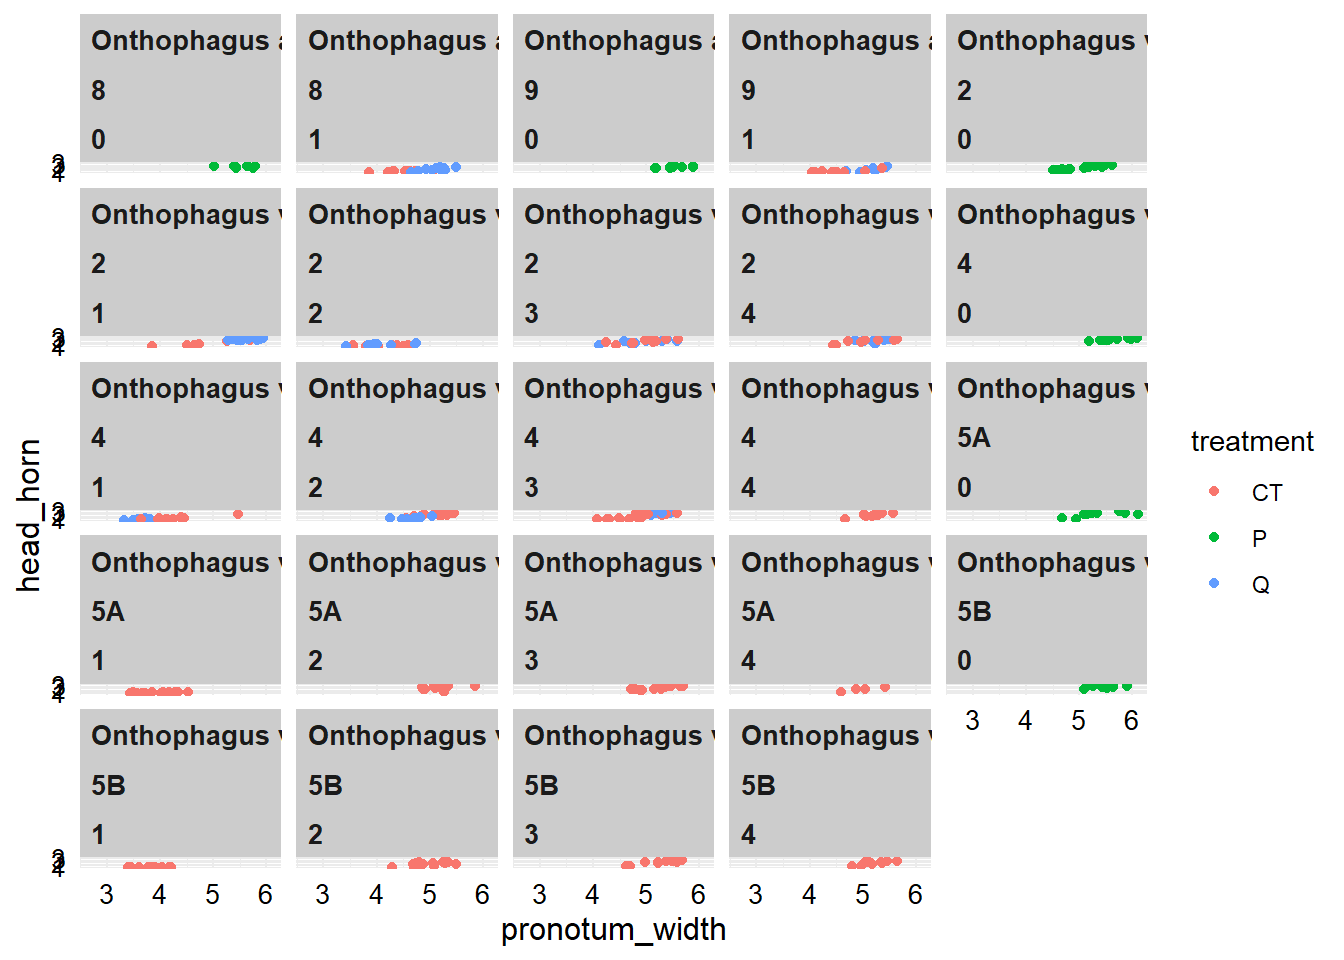 Onthophagus a Onthophagus a Onthophagus a Onthophagus a Onthophagus v
8 8 9 9 2
0 1 0 1 0
Onthophagus v Onthophagus v Onthophagus v Onthophagus v Onthophagus v
2 2 2 2 4
1 2 3 4 0
Onthophagus v Onthophagus v Onthophagus v Onthophagus v Onthophagus v
4 4 4 4 5A
1 2 3 4 0
Onthophagus v Onthophagus v Onthophagus v Onthophagus v Onthophagus v
5A 5A 5A 5A 5B
1 2 3 4 0
3 4 5 6
Onthophagus v Onthophagus v Onthophagus v Onthophagus v
5B 5B 5B 5B
1 2 3 4
3 4 5 6 3 4 5 6 3 4 5 6 3 4 5 6
pronotum_width
head_horn
treatment
CT
P
Q